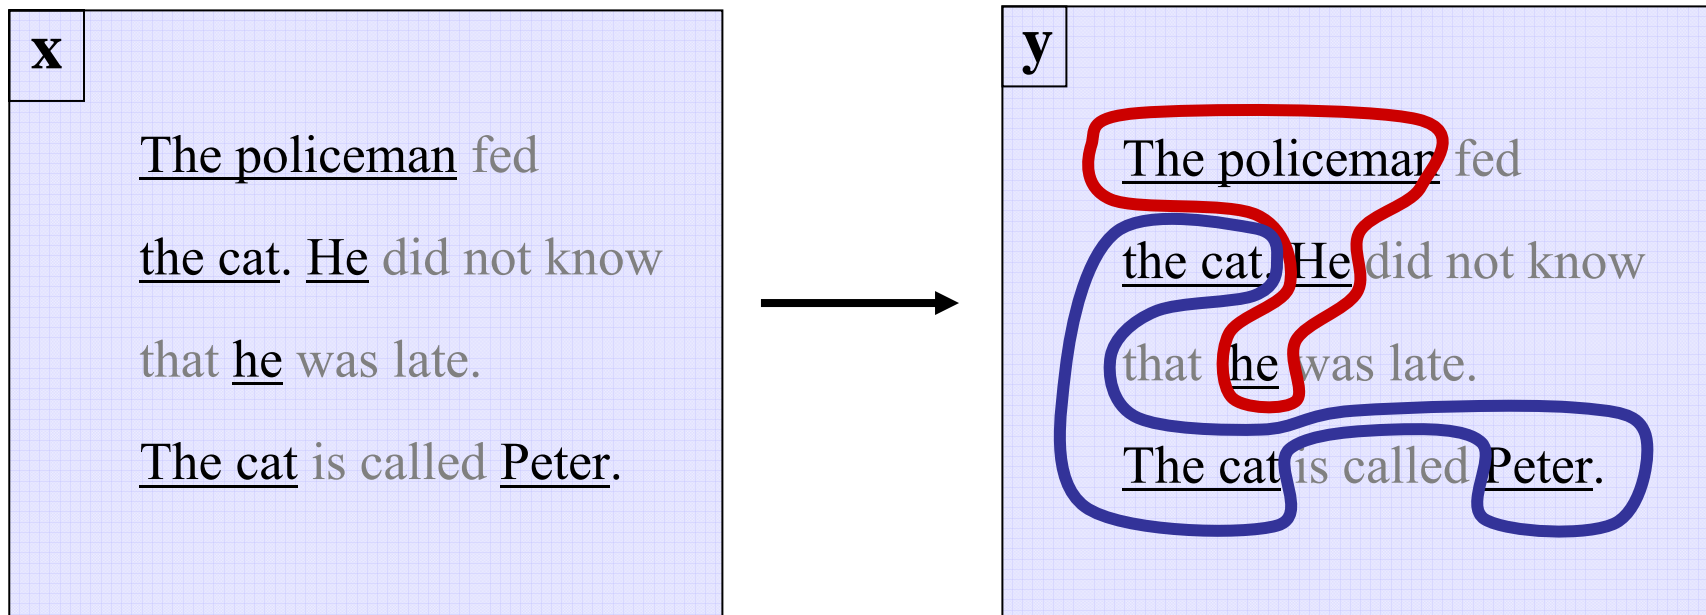 x
The policeman fed
the cat. He did not know
that he was late.
The cat is called Peter.
y
The policeman fed
the cat. He did not know
that he was late.
The cat is called Peter.